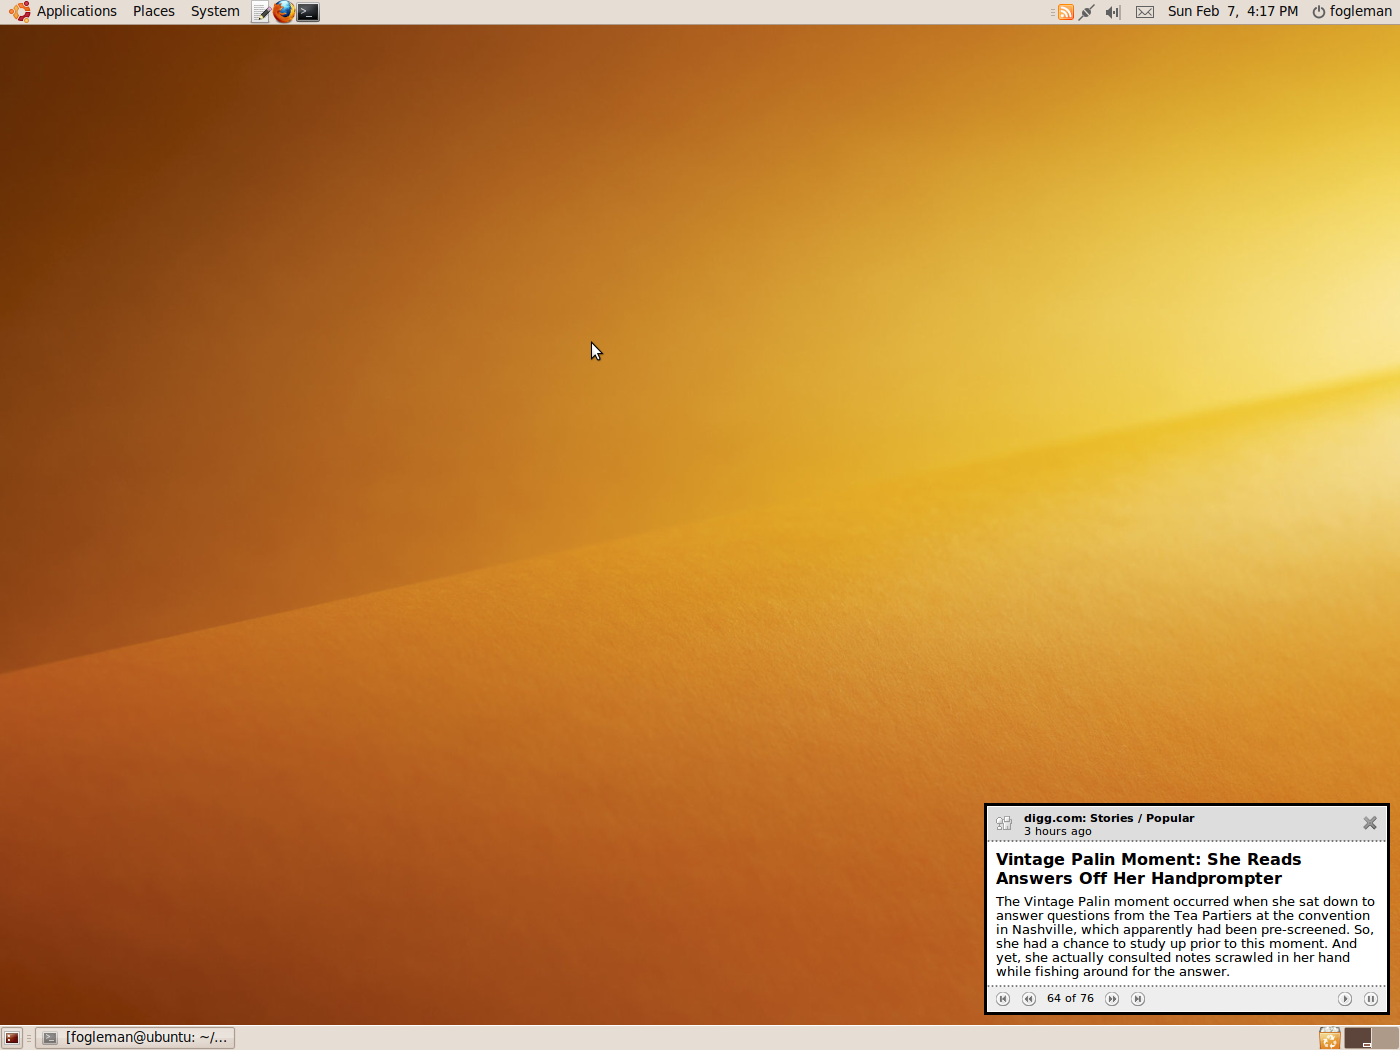 Applications Places System Sun Feb 7, 4:17 PM fogleman
digg.com: Stories / Popular
3 hours ago
Vintage Palin Moment: She Reads
Answers Off Her Handprompter
The Vintage Palin moment occurred when she sat down to
answer questions from the Tea Partiers at the convention
in Nashville, which apparently had been pre-screened. So,
she had a chance to study up prior to this moment. And
yet, she actually consulted notes scrawled in her hand
while fishing around for the answer.
64 of 76
[fogleman@ubuntu: ~/...